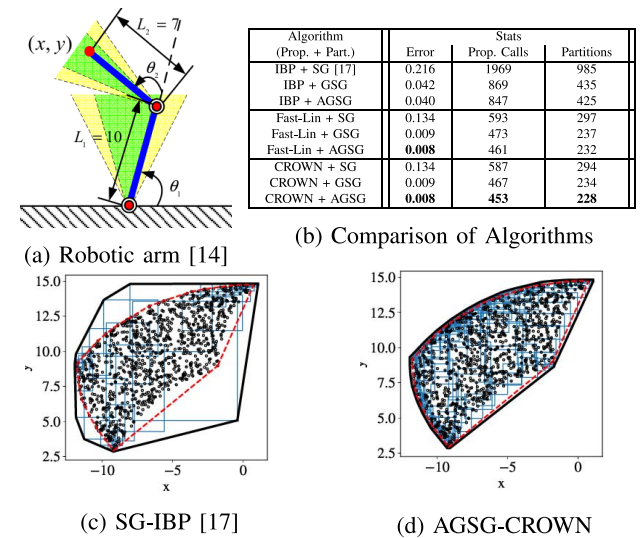 L₂ = 7
(x, y)
θ₂
L₁ = 10
θ₁
(a) Robotic arm [14]
Algorithm Stats
(Prop. + Part.) Error Prop. Calls Partitions
IBP + SG [17] 0.216 1969 985
IBP + GSG 0.042 869 435
IBP + AGSG 0.040 847 425
Fast-Lin + SG 0.134 593 297
Fast-Lin + GSG 0.009 473 237
Fast-Lin + AGSG 0.008 461 232
CROWN + SG 0.134 587 294
CROWN + GSG 0.009 467 234
CROWN + AGSG 0.008 453 228
(b) Comparison of Algorithms
15.0
12.5
10.0
y
7.5
5.0
2.5
−10 −5 0
x
(c) SG-IBP [17]
15.0
12.5
10.0
y
7.5
5.0
2.5
−10 −5 0
x
(d) AGSG-CROWN